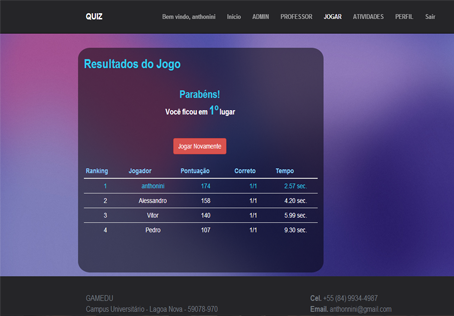 QUIZ Bem vindo, anthonini Início ADMIN PROFESSOR JOGAR ATIVIDADES PERFIL Sair
Resultados do Jogo
Parabéns!
Você ficou em 1º lugar
Jogar Novamente
Ranking Jogador Pontuação Correto Tempo
1 anthonini 174 1/1 2.57 sec.
2 Alessandro 158 1/1 4.20 sec.
3 Vitor 140 1/1 5.99 sec.
4 Pedro 107 1/1 9.30 sec.
GAMEDU Cel. +55 (84) 9934-4987
Campus Universitário - Lagoa Nova - 59078-970 Email. anthonnini@gmail.com